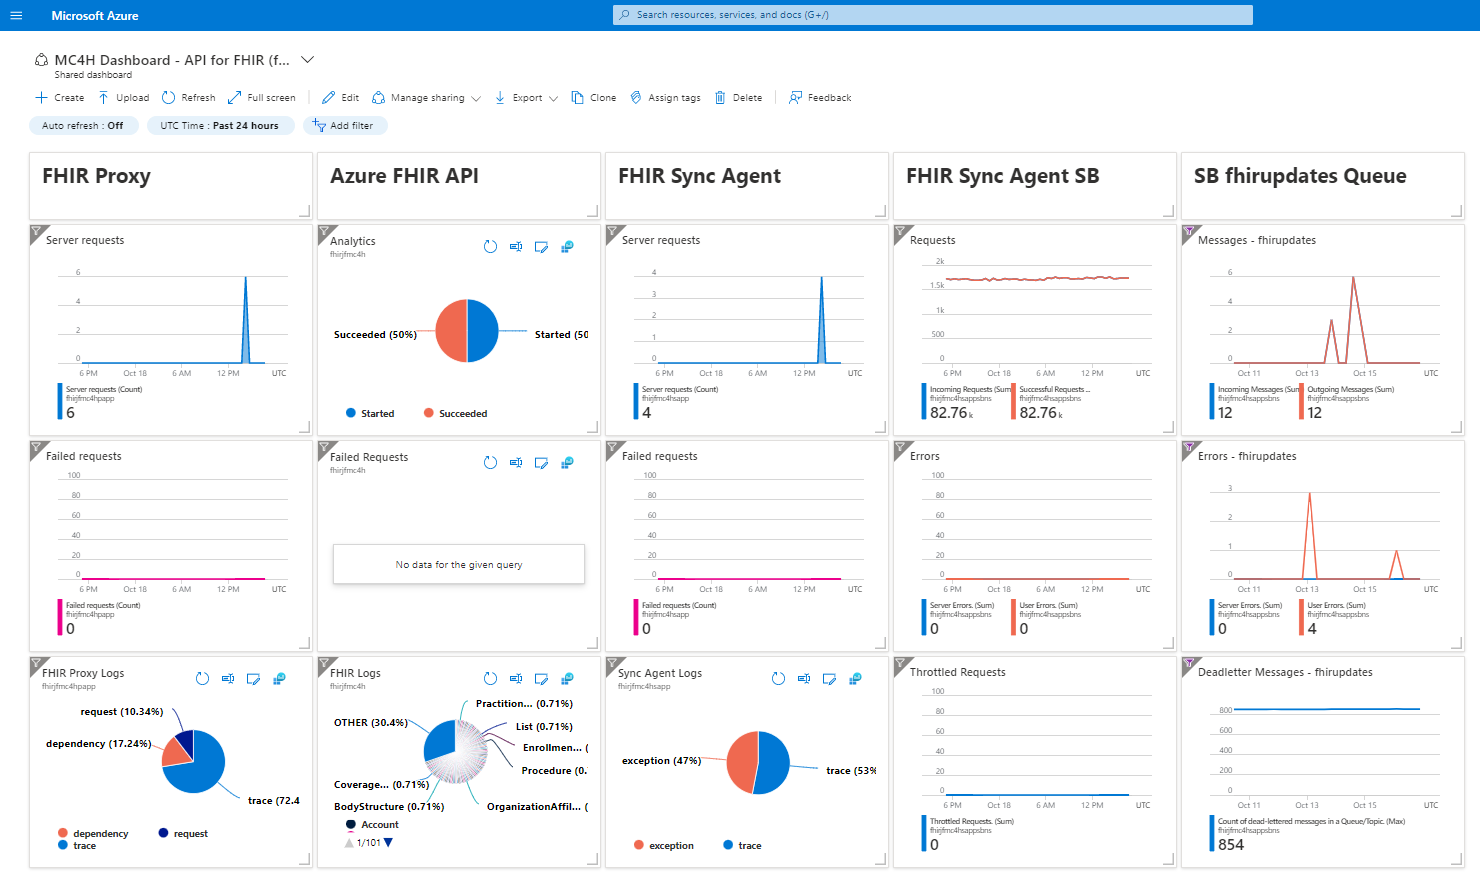 Microsoft Azure
Search resources, services, and docs (G+/)
MC4H Dashboard - API for FHIR (f...
Shared dashboard
Create Upload Refresh Full screen Edit Manage sharing Export Clone Assign tags Delete Feedback
Auto refresh : Off UTC Time : Past 24 hours Add filter
FHIR Proxy
Azure FHIR API
FHIR Sync Agent
FHIR Sync Agent SB
SB fhirupdates Queue
Server requests
6
4
2
0
6 PM Oct 18 6 AM 12 PM UTC
Server requests (Count)
fhirjfmc4hpapp
6
Analytics
fhirjfmc4h
Succeeded (50%)
Started (50
Started Succeeded
Server requests
4
3
2
1
0
6 PM Oct 18 6 AM 12 PM UTC
Server requests (Count)
fhirjfmc4hsapp
4
Requests
2k
1.5k
1k
500
0
6 PM Oct 18 6 AM 12 PM UTC
Incoming Requests (Sum Successful Requests ...
fhirjfmc4hsappsbns fhirjfmc4hsappsbns
82.76 k 82.76 k
Messages - fhirupdates
6
4
2
0
Oct 11 Oct 13 Oct 15 UTC
Incoming Messages (Sum Outgoing Messages (Sum)
fhirjfmc4hsappsbns fhirjfmc4hsappsbns
12 12
Failed requests
100
80
60
40
20
0
6 PM Oct 18 6 AM 12 PM UTC
Failed requests (Count)
fhirjfmc4hpapp
0
Failed Requests
fhirjfmc4h
No data for the given query
Failed requests
100
80
60
40
20
0
6 PM Oct 18 6 AM 12 PM UTC
Failed requests (Count)
fhirjfmc4hsapp
0
Errors
100
80
60
40
20
0
6 PM Oct 18 6 AM 12 PM UTC
Server Errors. (Sum) User Errors. (Sum)
fhirjfmc4hsappsbns fhirjfmc4hsappsbns
0 0
Errors - fhirupdates
3
2
1
0
Oct 11 Oct 13 Oct 15 UTC
Server Errors. (Sum) User Errors. (Sum)
fhirjfmc4hsappsbns fhirjfmc4hsappsbns
0 4
FHIR Proxy Logs
fhirjfmc4hpapp
request (10.34%)
dependency (17.24%)
trace (72.4
dependency request
trace
FHIR Logs
fhirjfmc4h
Practition... (0.71%)
OTHER (30.4%)
List (0.71%)
Enrollmen... (
Procedure (0.
Coverage... (0.71%)
BodyStructure (0.71%)
OrganizationAffil... (
Account
1/101
Sync Agent Logs
fhirjfmc4hsapp
exception (47%)
trace (53%
exception trace
Throttled Requests
100
80
60
40
20
0
6 PM Oct 18 6 AM 12 PM UTC
Throttled Requests. (Sum)
fhirjfmc4hsappsbns
0
Deadletter Messages - fhirupdates
800
600
400
200
0
Oct 11 Oct 13 Oct 15 UTC
Count of dead-lettered messages in a Queue/Topic. (Max)
fhirjfmc4hsappsbns
854